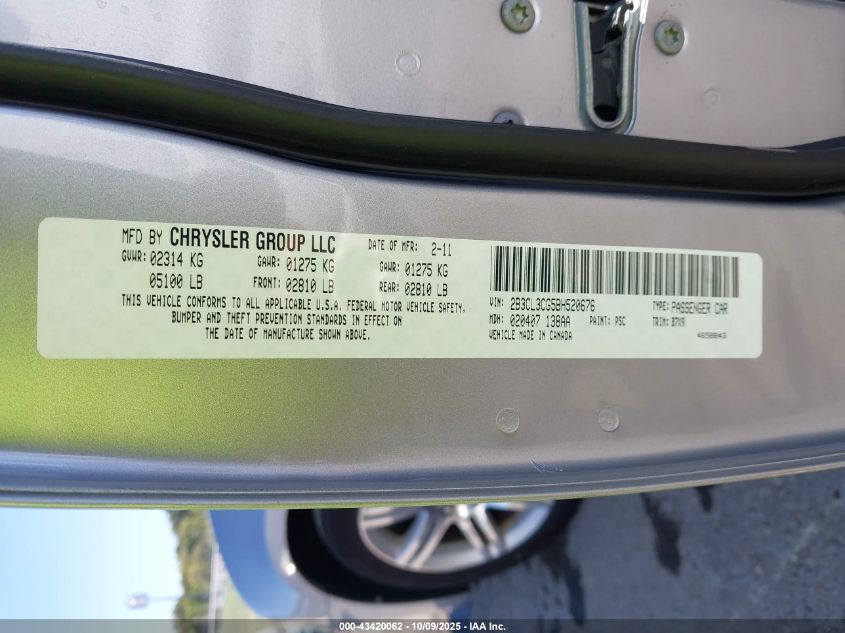 MFD BY CHRYSLER GROUP LLC DATE OF MFR: 2-11
GVWR: 02314 KG GAWR: 01275 KG GAWR: 01275 KG
05100 LB FRONT: 02810 LB REAR: 02810 LB
THIS VEHICLE CONFORMS TO ALL APPLICABLE U.S.A. FEDERAL MOTOR VEHICLE SAFETY,
BUMPER AND THEFT PREVENTION STANDARDS IN EFFECT ON
THE DATE OF MANUFACTURE SHOWN ABOVE.
VIN: 2B3CL3CG5BH520676 TYPE: PASSENGER CAR
MDH: 020407 138AA PAINT: PSC TRIM: B7X9
VEHICLE MADE IN CANADA
000-43420062 - 10/09/2025 - IAA Inc.